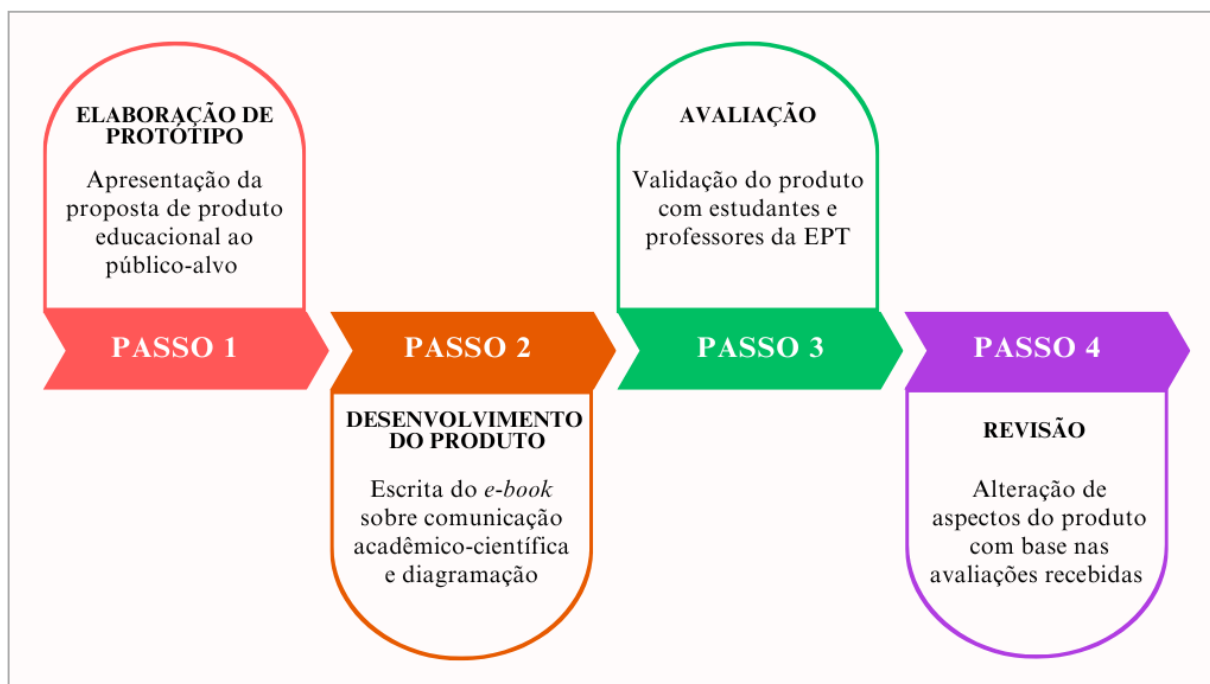 ELABORAÇÃO DE
PROTÓTIPO
Apresentação da
proposta de produto
educacional ao
público-alvo
PASSO 1
PASSO 2
DESENVOLVIMENTO
DO PRODUTO
Escrita do e-book
sobre comunicação
acadêmico-científica
e diagramação
AVALIAÇÃO
Validação do produto
com estudantes e
professores da EPT
PASSO 3
PASSO 4
REVISÃO
Alteração de
aspectos do produto
com base nas
avaliações recebidas